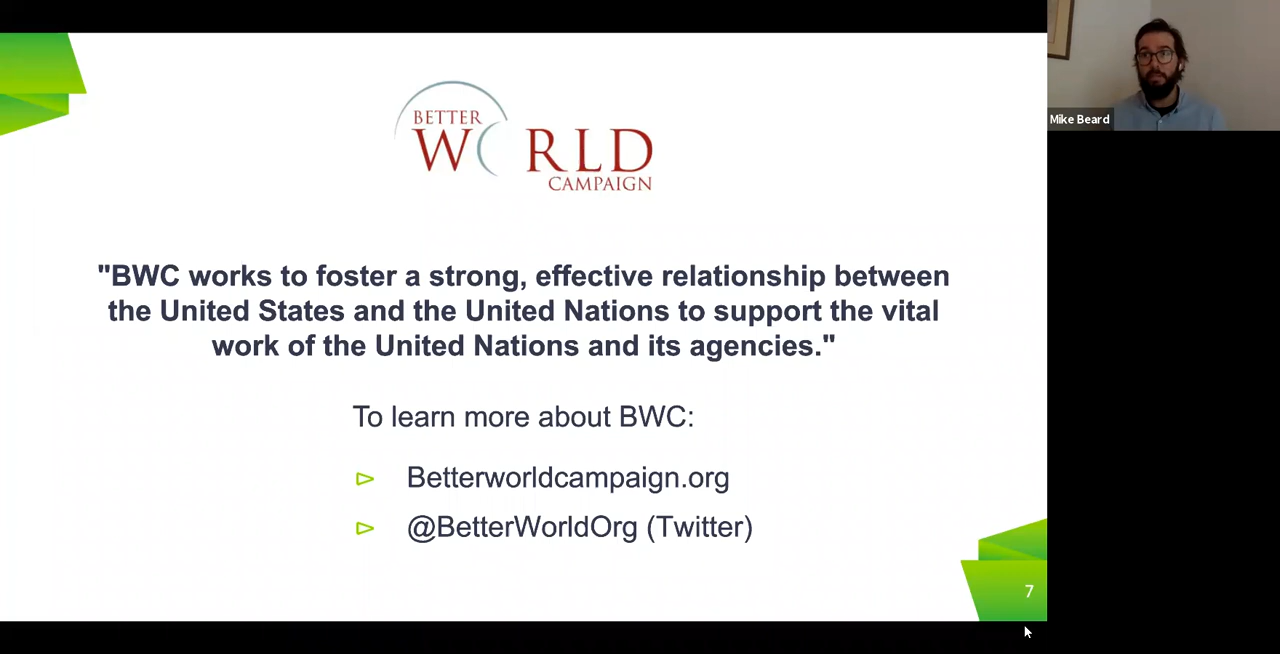 BETTER
WORLD
CAMPAIGN
Mike Beard
"BWC works to foster a strong, effective relationship between
the United States and the United Nations to support the vital
work of the United Nations and its agencies."
To learn more about BWC:
Betterworldcampaign.org
@BetterWorldOrg (Twitter)
7